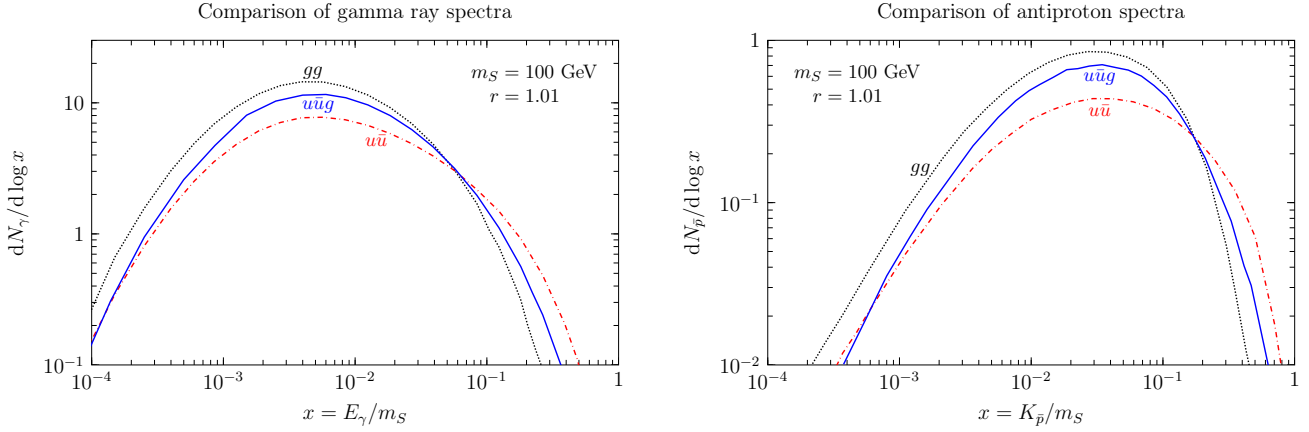 Comparison of gamma ray spectra
dN_γ/d log x
10
1
10⁻¹
10⁻⁴
10⁻³
10⁻²
10⁻¹
1
x = E_γ/m_S
gg
uūg
uū
m_S = 100 GeV
r = 1.01
Comparison of antiproton spectra
dN_p̄/d log x
1
10⁻¹
10⁻²
10⁻⁴
10⁻³
10⁻²
10⁻¹
1
x = K_p̄/m_S
m_S = 100 GeV
r = 1.01
uūg
uū
gg